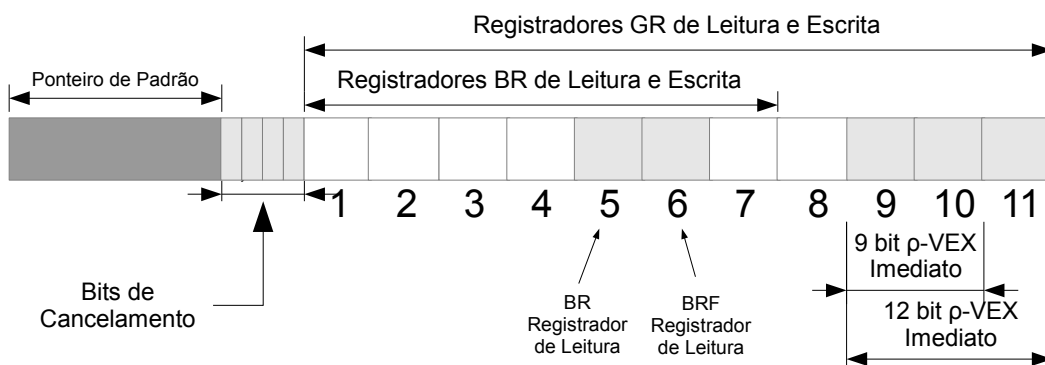 Registradores GR de Leitura e Escrita
Ponteiro de Padrão
Registradores BR de Leitura e Escrita
1 2 3 4 5 6 7 8 9 10 11
Bits de
Cancelamento
BR
Registrador
de Leitura
BRF
Registrador
de Leitura
9 bit ρ-VEX
Imediato
12 bit ρ-VEX
Imediato